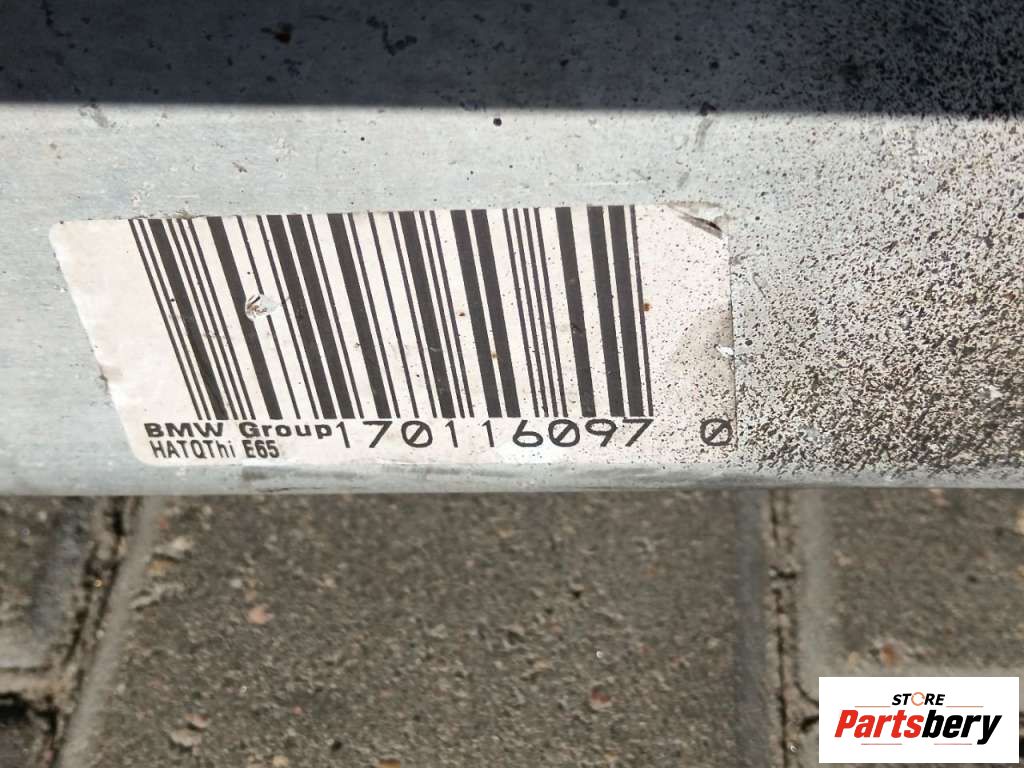 BMW Group 170116097 0
HATQThi E65
STORE
Partsbery